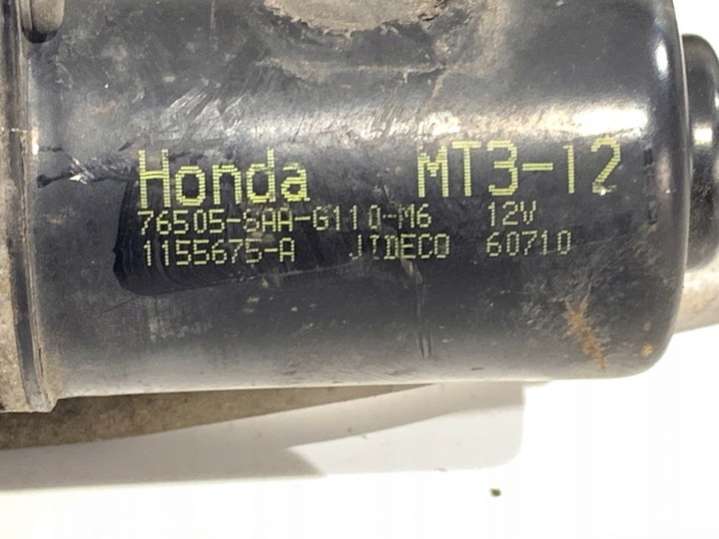 Honda MT3-12
76505-SAA-G110-M6 12V
1155675-A JIDECO 60710